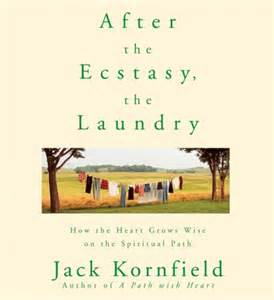 After
the
Ecstasy,
the
Laundry
How the Heart Grows Wise
on the Spiritual Path
Jack Kornfield
Author of A Path with Heart